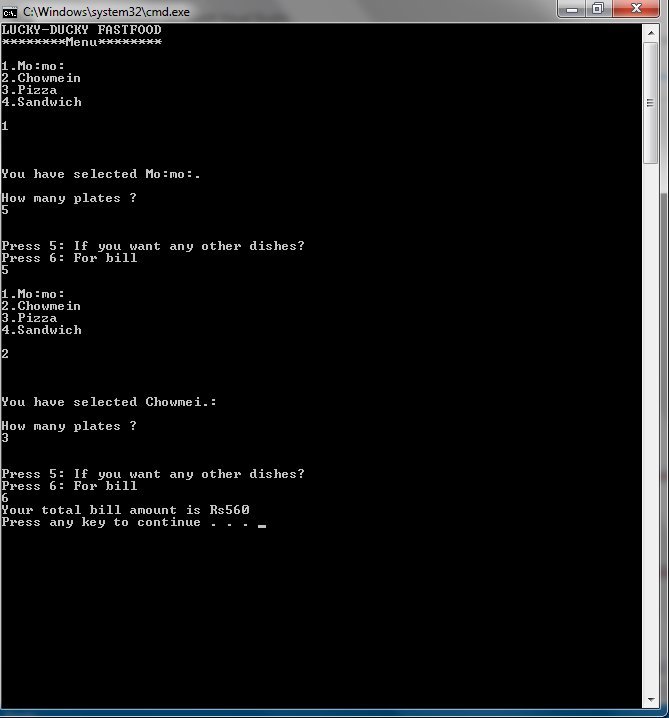 C:\Windows\system32\cmd.exe
LUCKY-DUCKY FASTFOOD
********Menu********
1.Mo:mo:
2.Chowmein
3.Pizza
4.Sandwich
1
You have selected Mo:mo:.
How many plates ?
5
Press 5: If you want any other dishes?
Press 6: For bill
5
1.Mo:mo:
2.Chowmein
3.Pizza
4.Sandwich
2
You have selected Chowmei.:
How many plates ?
3
Press 5: If you want any other dishes?
Press 6: For bill
6
Your total bill amount is Rs560
Press any key to continue . . . _